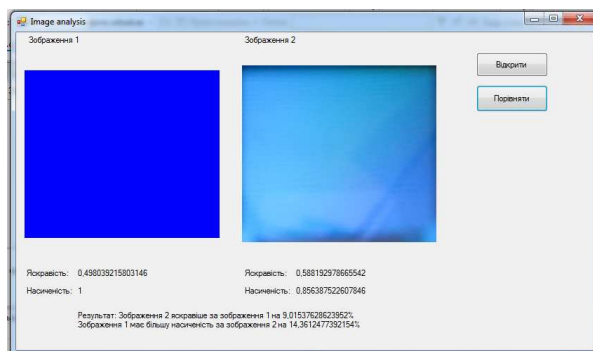 Image analysis
Зображення 1
Зображення 2
Відкрити
Порівняти
Яскравість: 0,498039215803146
Яскравість: 0,588192978665542
Насиченість: 1
Насиченість: 0,856387522607846
Результат: Зображення 2 яскравіше за зображення 1 на 9,01537628623952%
Зображення 1 має більшу насиченість за зображення 2 на 14,3612477392154%